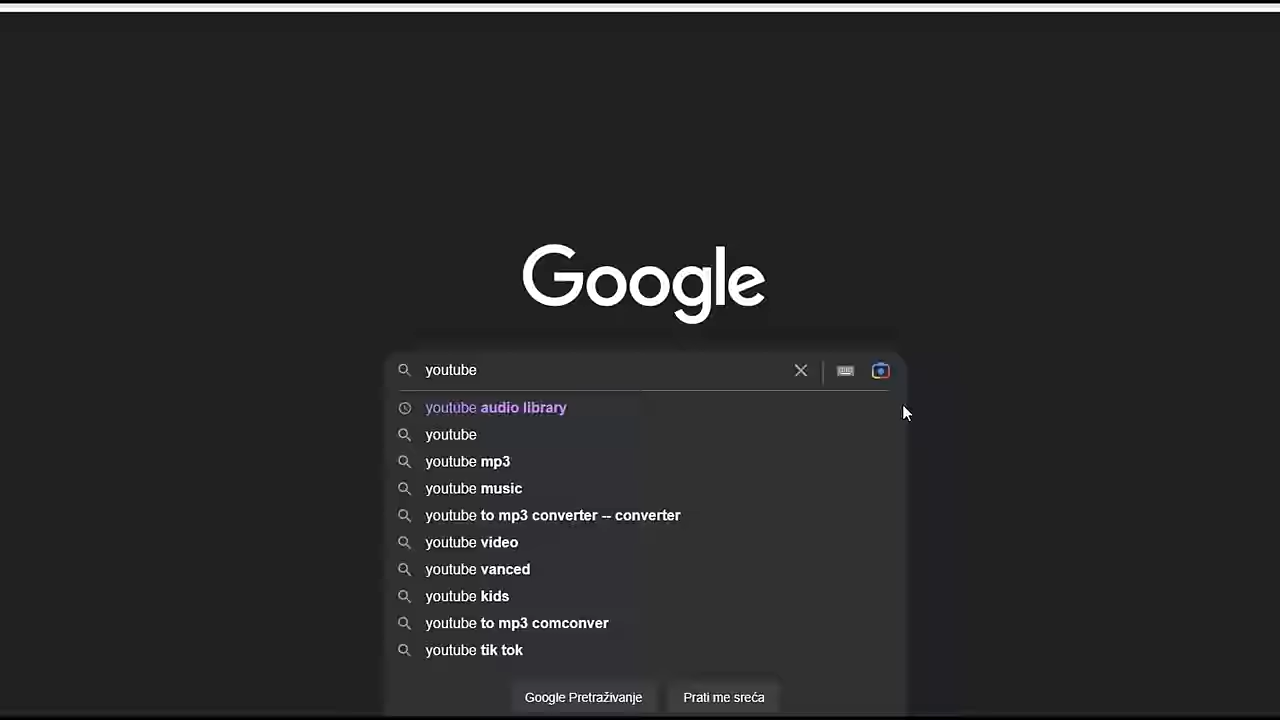 Google
youtube
youtube audio library
youtube
youtube mp3
youtube music
youtube to mp3 converter -- converter
youtube video
youtube vanced
youtube kids
youtube to mp3 comconver
youtube tik tok
Google Pretraživanje
Prati me sreća